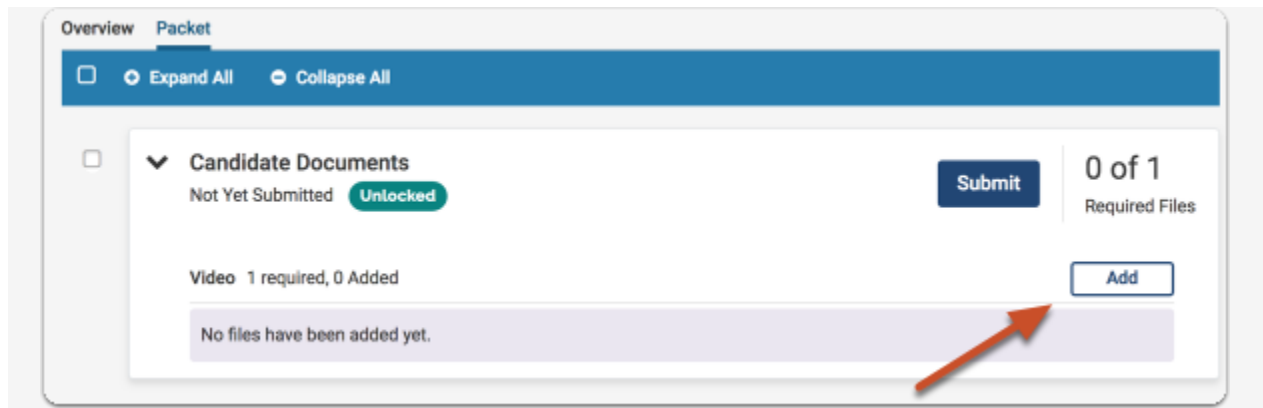 Overview Packet
Expand All Collapse All
Candidate Documents
Not Yet Submitted Unlocked
Submit
0 of 1
Required Files
Video 1 required, 0 Added
Add
No files have been added yet.